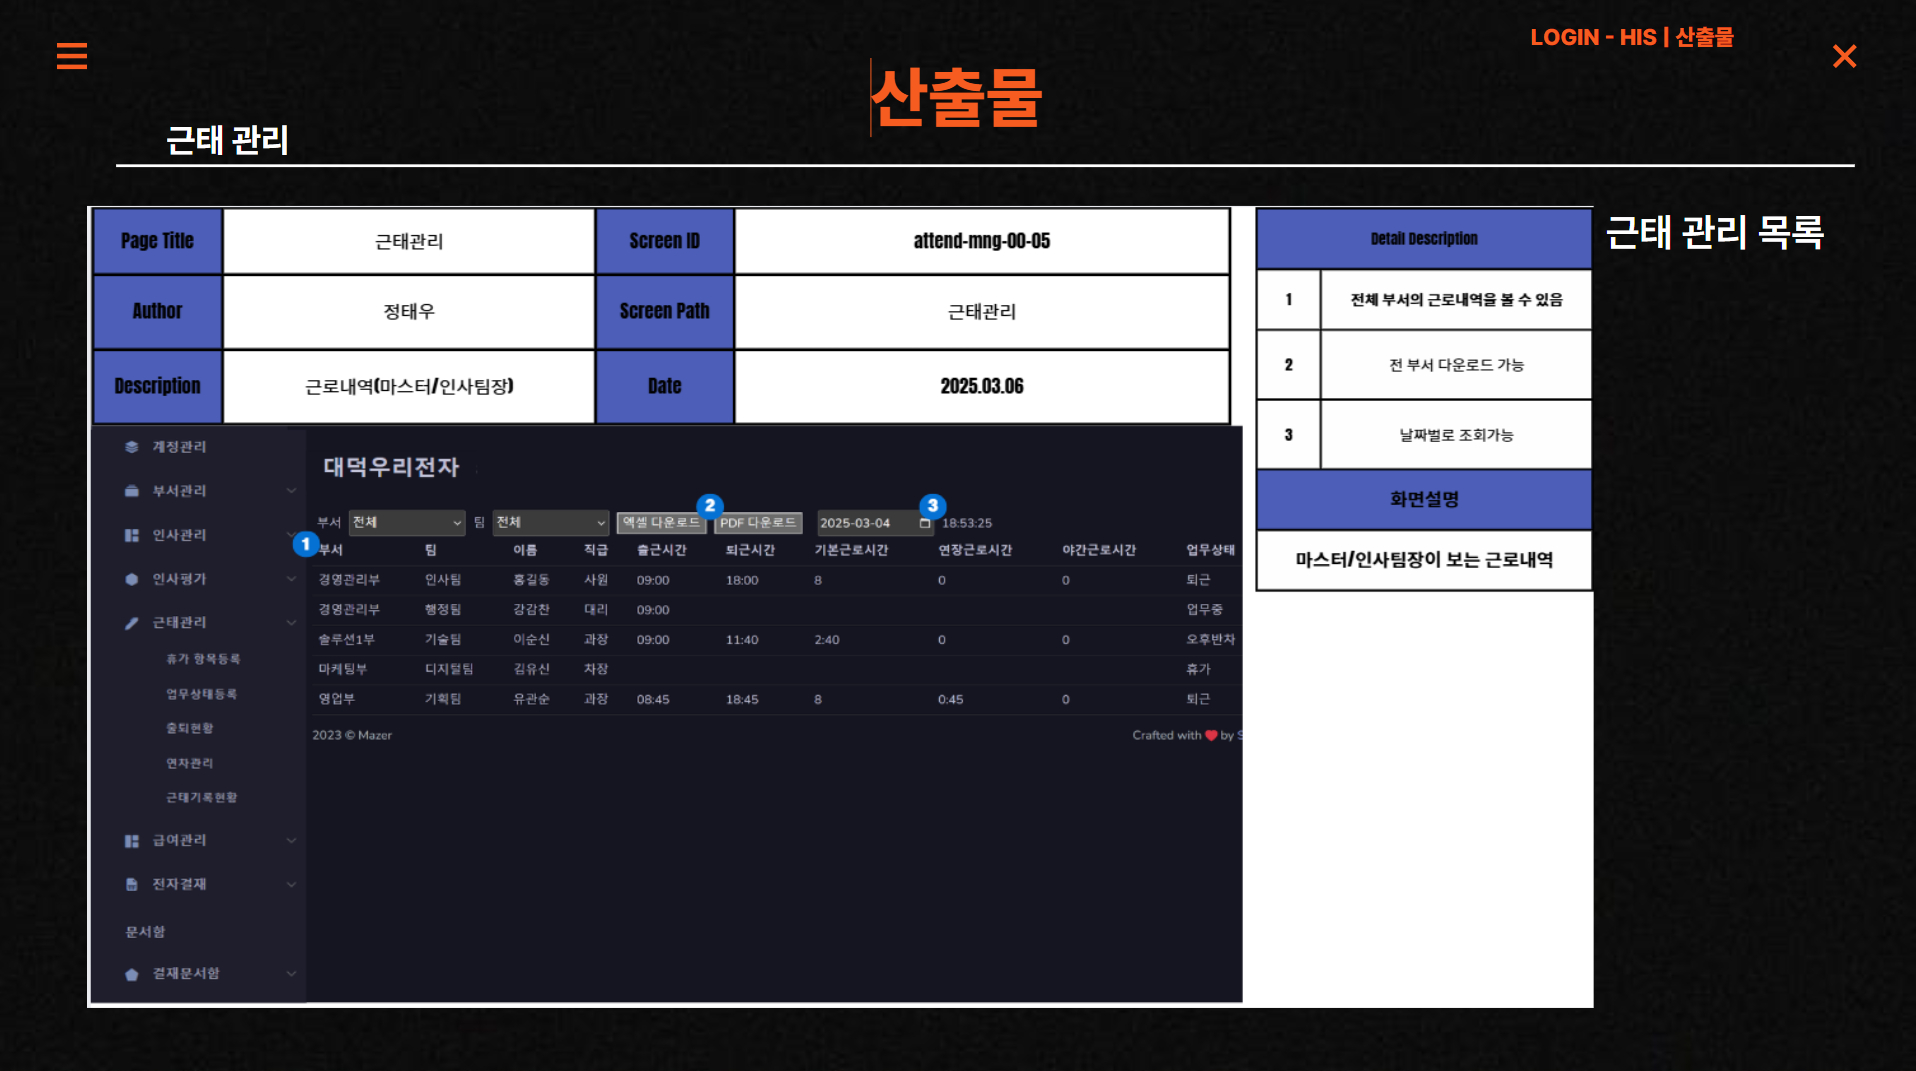 LOGIN - HIS | 산출물
산출물
근태 관리
Page Title 근태관리 Screen ID attend-mng-00-05
Author 정태우 Screen Path 근태관리
Description 근로내역(마스터/인사팀장) Date 2025.03.06
Detail Description
1 전체 부서의 근로내역을 볼 수 있음
2 전 부서 다운로드 가능
3 날짜별로 조회가능
화면설명
마스터/인사팀장이 보는 근로내역
근태 관리 목록
계정관리
부서관리
인사관리
인사평가
근태관리
휴가 항목등록
업무상태등록
출퇴현황
연차관리
근태기록현황
급여관리
전자결재
문서함
결재문서함
대덕우리전자
부서 전체 팀 전체 엑셀 다운로드 2 PDF 다운로드 2025-03-04 3 18:53:25
1 부서 팀 이름 직급 출근시간 퇴근시간 기본근로시간 연장근로시간 야간근로시간 업무상태
경영관리부 인사팀 홍길동 사원 09:00 18:00 8 0 0 퇴근
경영관리부 행정팀 강감찬 대리 09:00 업무중
솔루션1부 기술팀 이순신 과장 09:00 11:40 2:40 0 0 오후반차
마케팅부 디지털팀 김유신 차장 휴가
영업부 기획팀 유관순 과장 08:45 18:45 8 0:45 0 퇴근
2023 © Mazer
Crafted with ❤ by S